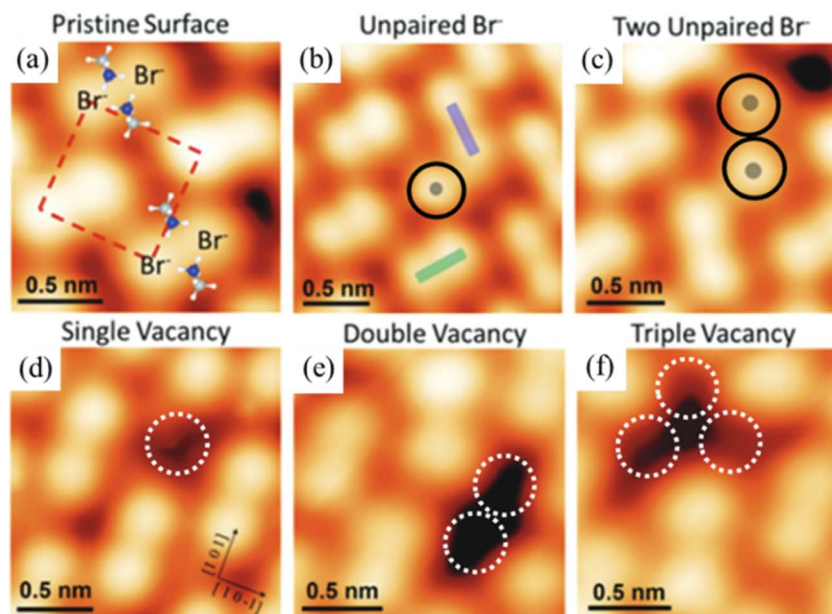 Pristine Surface
Unpaired Br⁻
Two Unpaired Br⁻
(a)
Br⁻
Br⁻
Br⁻
Br⁻
0.5 nm
(b)
0.5 nm
(c)
0.5 nm
Single Vacancy
Double Vacancy
Triple Vacancy
(d)
[1 0 1]
[1 0 -1]
0.5 nm
(e)
0.5 nm
(f)
0.5 nm